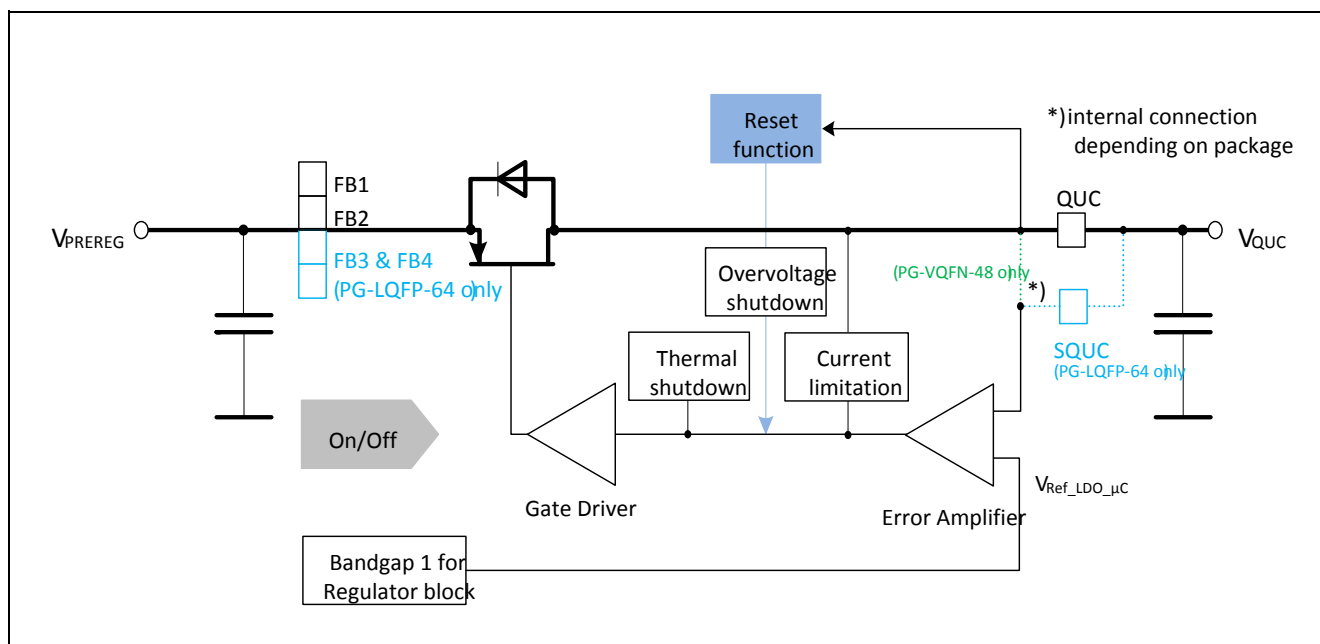 Reset
function
*)internal connection
depending on package
FB1
FB2
QUC
VPREREG
VQUC
FB3 & FB4
(PG-LQFP-64 only)
Overvoltage
shutdown
(PG-VQFN-48 only)
*)
SQUC
(PG-LQFP-64 only)
Thermal
shutdown
Current
limitation
On/Off
Gate Driver
Error Amplifier
VRef_LDO_µC
Bandgap 1 for
Regulator block